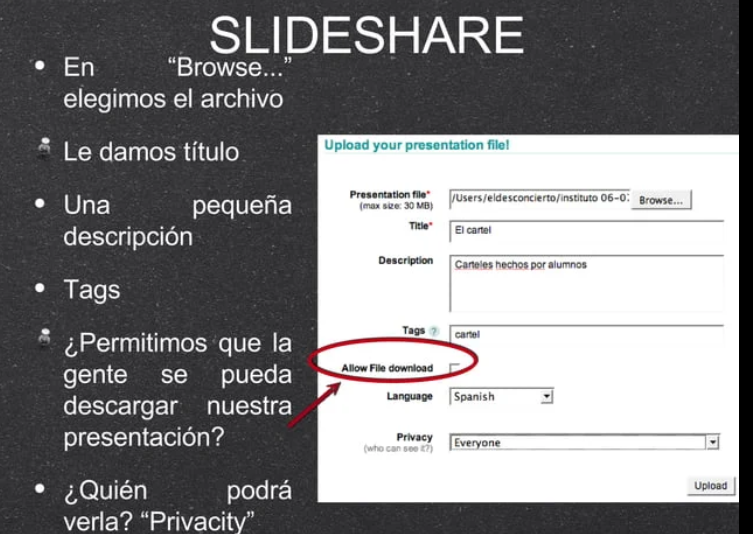 SLIDESHARE
• En “Browse...”
elegimos el archivo
Le damos título
• Una pequeña
descripción
• Tags
¿Permitimos que la
gente se pueda
descargar nuestra
presentación?
• ¿Quién podrá
verla? “Privacity”
Upload your presentation file!
Presentation file* /Users/eldesconcierto/instituto 06-0 Browse...
(max size: 30 MB)
Title* El cartel
Description Carteles hechos por alumnos
Tags ? cartel
Allow File download
Language Spanish
Privacy Everyone
(who can see it?)
Upload